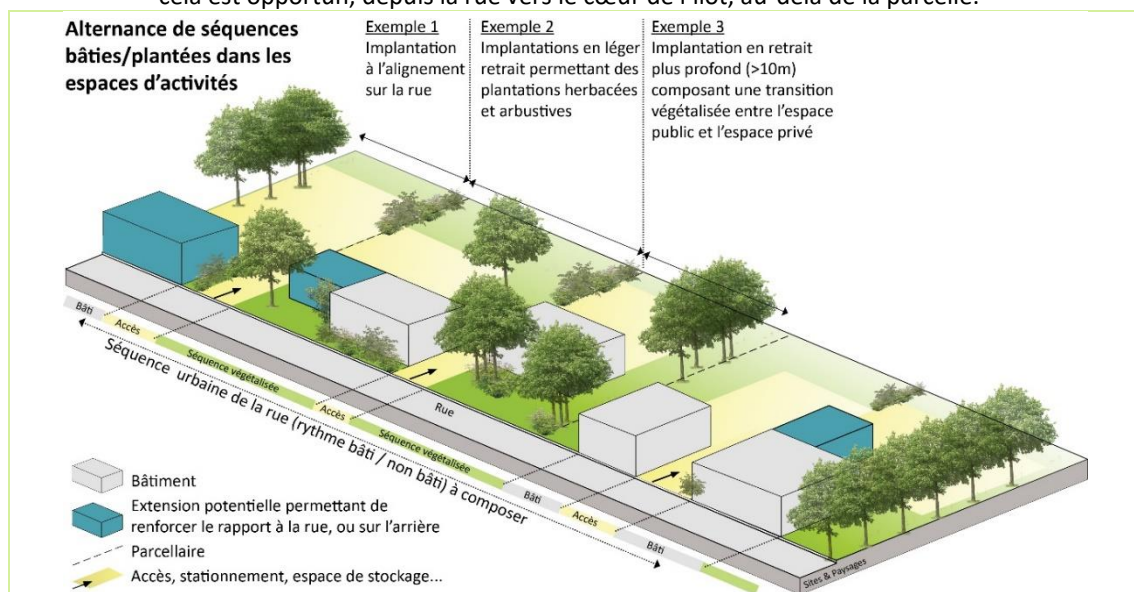 cela est opportun, depuis la rue vers le cœur de l'îlot, au-delà de la parcelle.
Alternance de séquences
bâties/plantées dans les
espaces d'activités
Exemple 1
Implantation
à l'alignement
sur la rue
Exemple 2
Implantations en léger
retrait permettant des
plantations herbacées
et arbustives
Exemple 3
Implantation en retrait
plus profond (>10m)
composant une transition
végétalisée entre l'espace
public et l'espace privé
Bâti
Accès
Séquence végétalisée
Accès
Séquence végétalisée
Bâti
Accès
Bâti
Rue
Séquence urbaine de la rue (rythme bâti / non bâti) à composer
Sites & Paysages
Bâtiment
Extension potentielle permettant de
renforcer le rapport à la rue, ou sur l'arrière
Parcellaire
Accès, stationnement, espace de stockage...